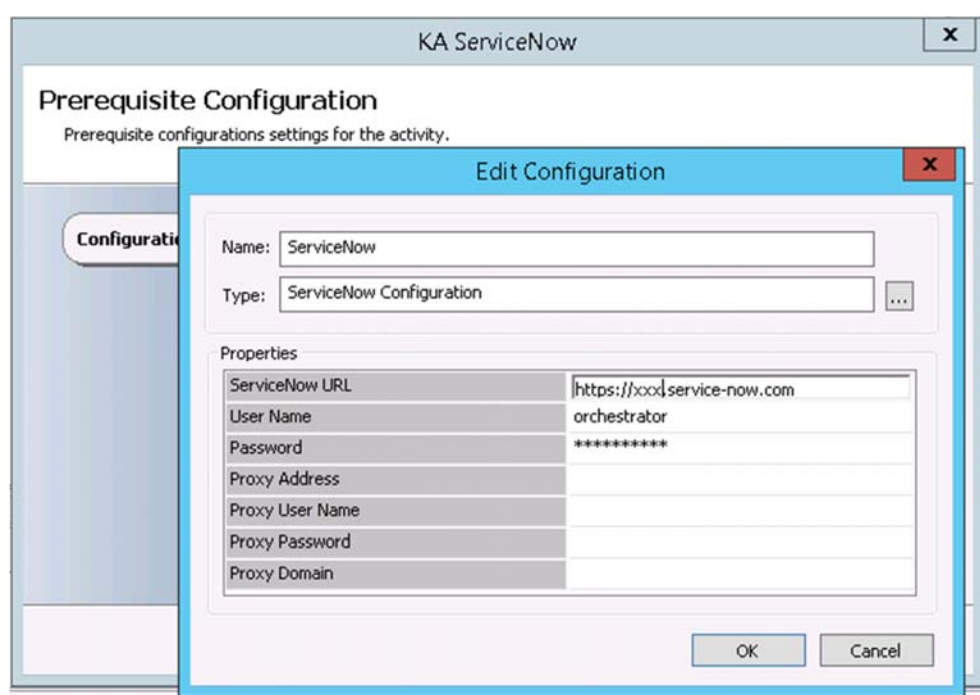 KA ServiceNow
x
Prerequisite Configuration
Prerequisite configurations settings for the activity.
Edit Configuration
x
Configuratio
Name: ServiceNow
Type: ServiceNow Configuration ...
Properties
ServiceNow URL https://xxx.service-now.com
User Name orchestrator
Password **********
Proxy Address
Proxy User Name
Proxy Password
Proxy Domain
OK Cancel